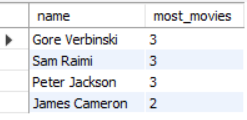 name most_movies
Gore Verbinski 3
Sam Raimi 3
Peter Jackson 3
James Cameron 2